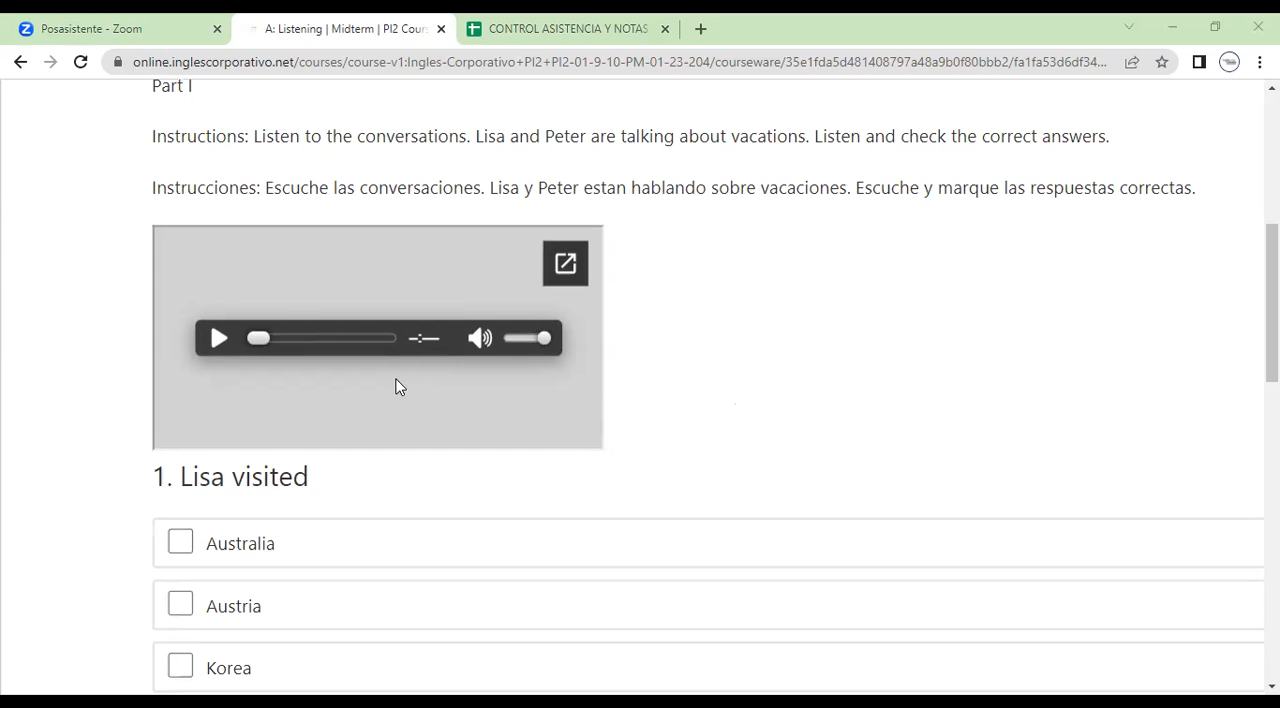 Posasistente - Zoom
A: Listening | Midterm | PI2 Cours
CONTROL ASISTENCIA Y NOTAS
online.inglescorporativo.net/courses/course-v1:Ingles-Corporativo+PI2+PI2-01-9-10-PM-01-23-204/courseware/35e1fda5d481408797a48a9b0f80bbb2/fa1fa53d6df34...
Part I
Instructions: Listen to the conversations. Lisa and Peter are talking about vacations. Listen and check the correct answers.
Instrucciones: Escuche las conversaciones. Lisa y Peter estan hablando sobre vacaciones. Escuche y marque las respuestas correctas.
1. Lisa visited
Australia
Austria
Korea